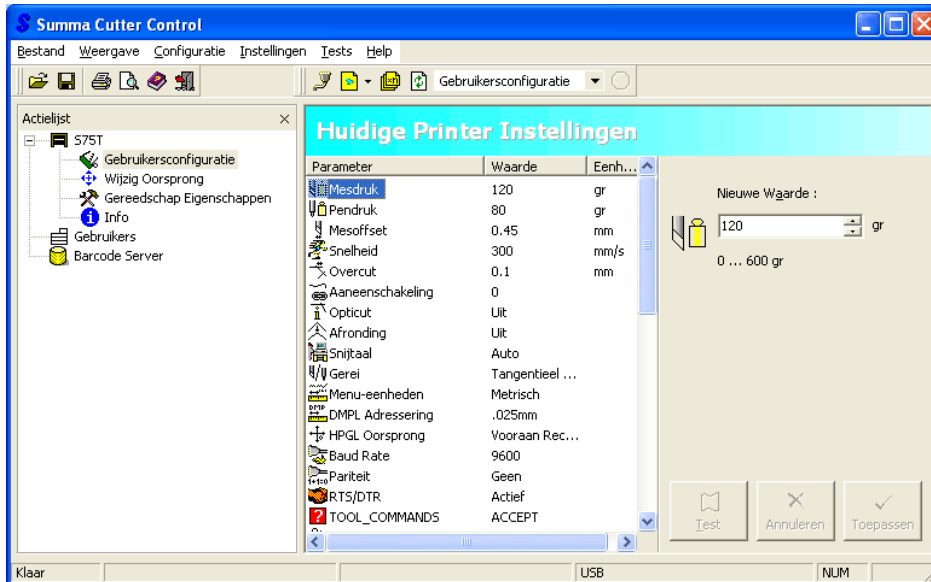 Summa Cutter Control
Bestand Weergave Configuratie Instellingen Tests Help
Gebruikersconfiguratie
Actielijst
S75T
Gebruikersconfiguratie
Wijzig Oorsprong
Gereedschap Eigenschappen
Info
Gebruikers
Barcode Server
Huidige Printer Instellingen
Parameter Waarde Eenh...
Mesdruk 120 gr
Pendruk 80 gr
Mesoffset 0.45 mm
Snelheid 300 mm/s
Overcut 0.1 mm
Aaneenschakeling 0
Opticut Uit
Afronding Uit
Snijtaal Auto
Gerei Tangentieel ...
Menu-eenheden Metrisch
DMPL Adressering .025mm
HPGL Oorsprong Vooraan Rec...
Baud Rate 9600
Pariteit Geen
RTS/DTR Actief
TOOL_COMMANDS ACCEPT
Nieuwe Waarde :
120 gr
0 ... 600 gr
Test Annuleren Toepassen
Klaar USB NUM